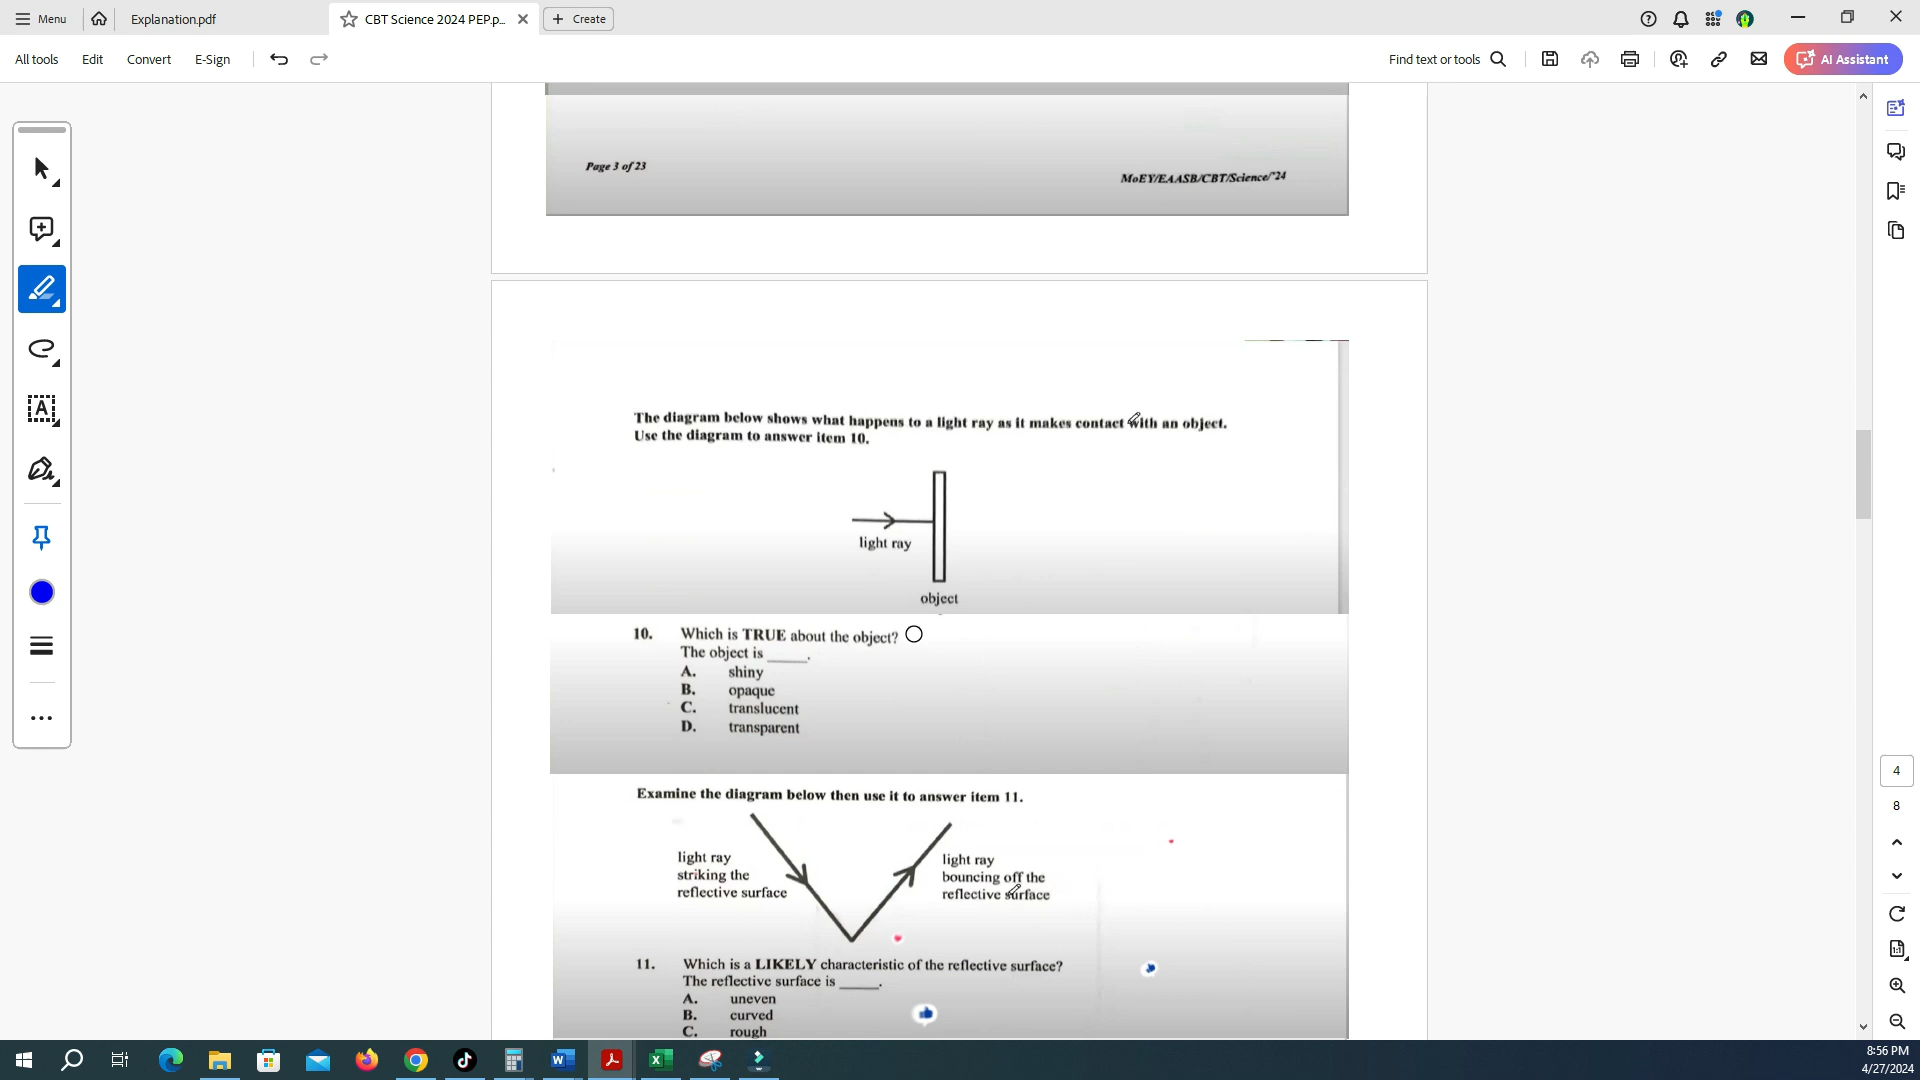 Menu
Explanation.pdf
CBT Science 2024 PEP.p...
Create
All tools
Edit
Convert
E-Sign
Find text or tools
AI Assistant
Page 3 of 23
MoEY/EAASB/CBT/Science/'24
The diagram below shows what happens to a light ray as it makes contact with an object.
Use the diagram to answer item 10.
light ray
object
10. Which is TRUE about the object?
The object is _____.
A. shiny
B. opaque
C. translucent
D. transparent
Examine the diagram below then use it to answer item 11.
light ray
striking the
reflective surface
light ray
bouncing off the
reflective surface
11. Which is a LIKELY characteristic of the reflective surface?
The reflective surface is _____.
A. uneven
B. curved
C. rough
4
8
8:56 PM
4/27/2024